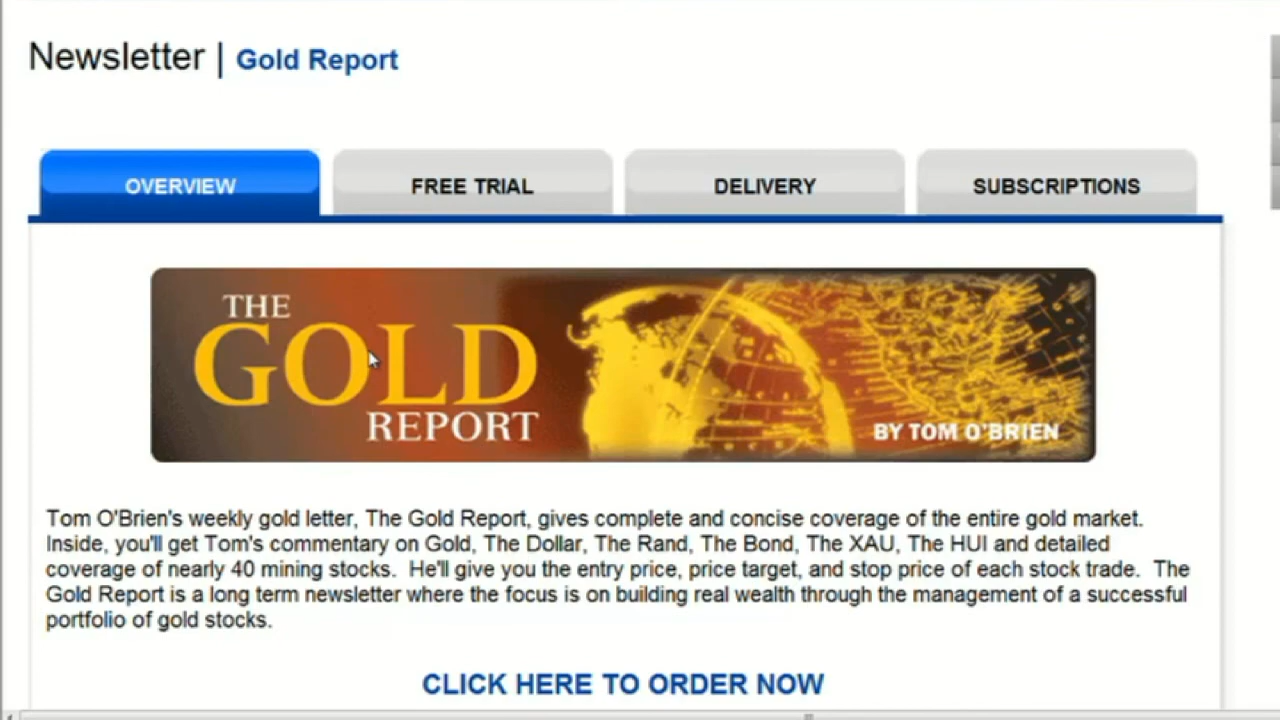 Newsletter | Gold Report
OVERVIEW
FREE TRIAL
DELIVERY
SUBSCRIPTIONS
THE
GOLD
REPORT
BY TOM O'BRIEN
Tom O'Brien's weekly gold letter, The Gold Report, gives complete and concise coverage of the entire gold market.
Inside, you'll get Tom's commentary on Gold, The Dollar, The Rand, The Bond, The XAU, The HUI and detailed
coverage of nearly 40 mining stocks.  He'll give you the entry price, price target, and stop price of each stock trade.  The
Gold Report is a long term newsletter where the focus is on building real wealth through the management of a successful
portfolio of gold stocks.
CLICK HERE TO ORDER NOW